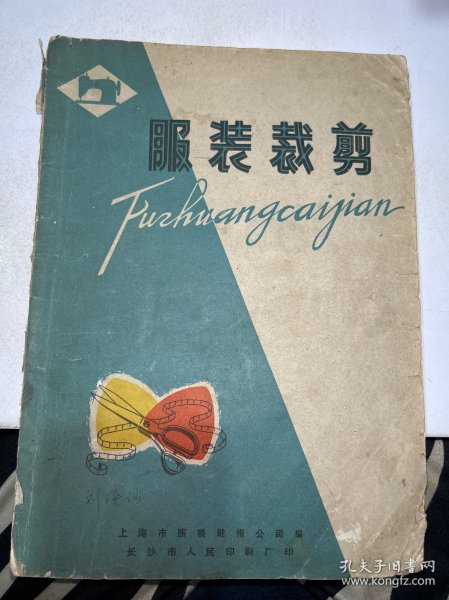 服装裁剪
Fuzhuangcaijian
上海市服装鞋帽公司编
长沙市人民印刷厂印
孔夫子旧书网
kongfz.com